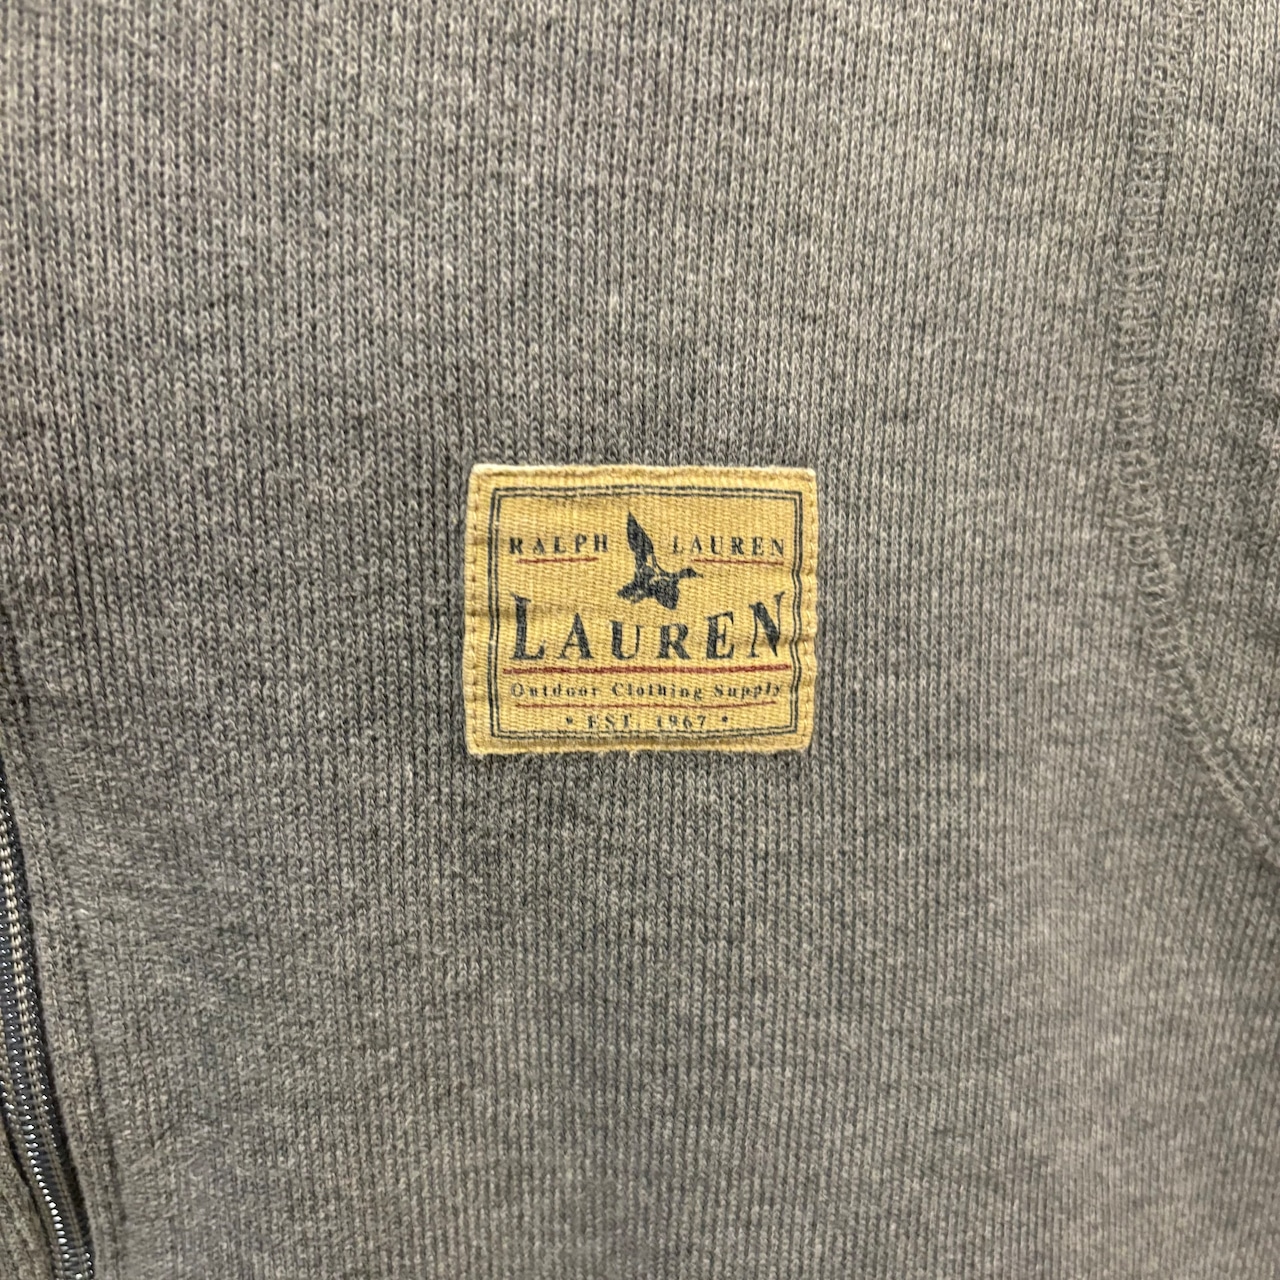 RALPH LAUREN
LAUREN
Outdoor Clothing Supply
• EST. 1967 •